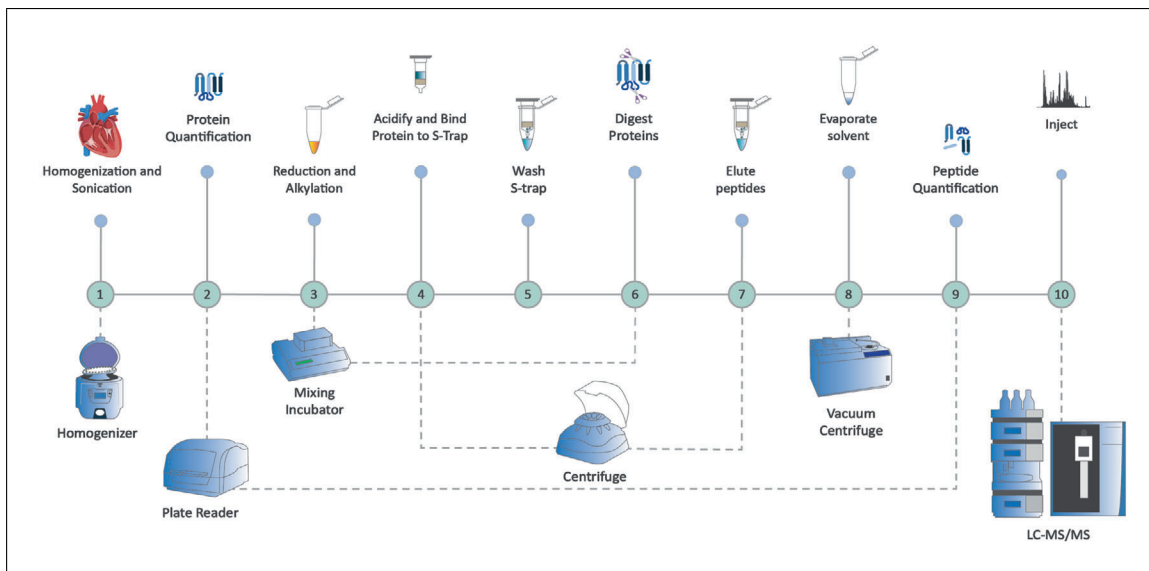 Homogenization and
Sonication
Protein
Quantification
Reduction and
Alkylation
Acidify and Bind
Protein to S-Trap
Wash
S-trap
Digest
Proteins
Elute
peptides
Evaporate
solvent
Peptide
Quantification
Inject
1
2
3
4
5
6
7
8
9
10
Homogenizer
Plate Reader
Mixing
Incubator
Centrifuge
Vacuum
Centrifuge
LC-MS/MS